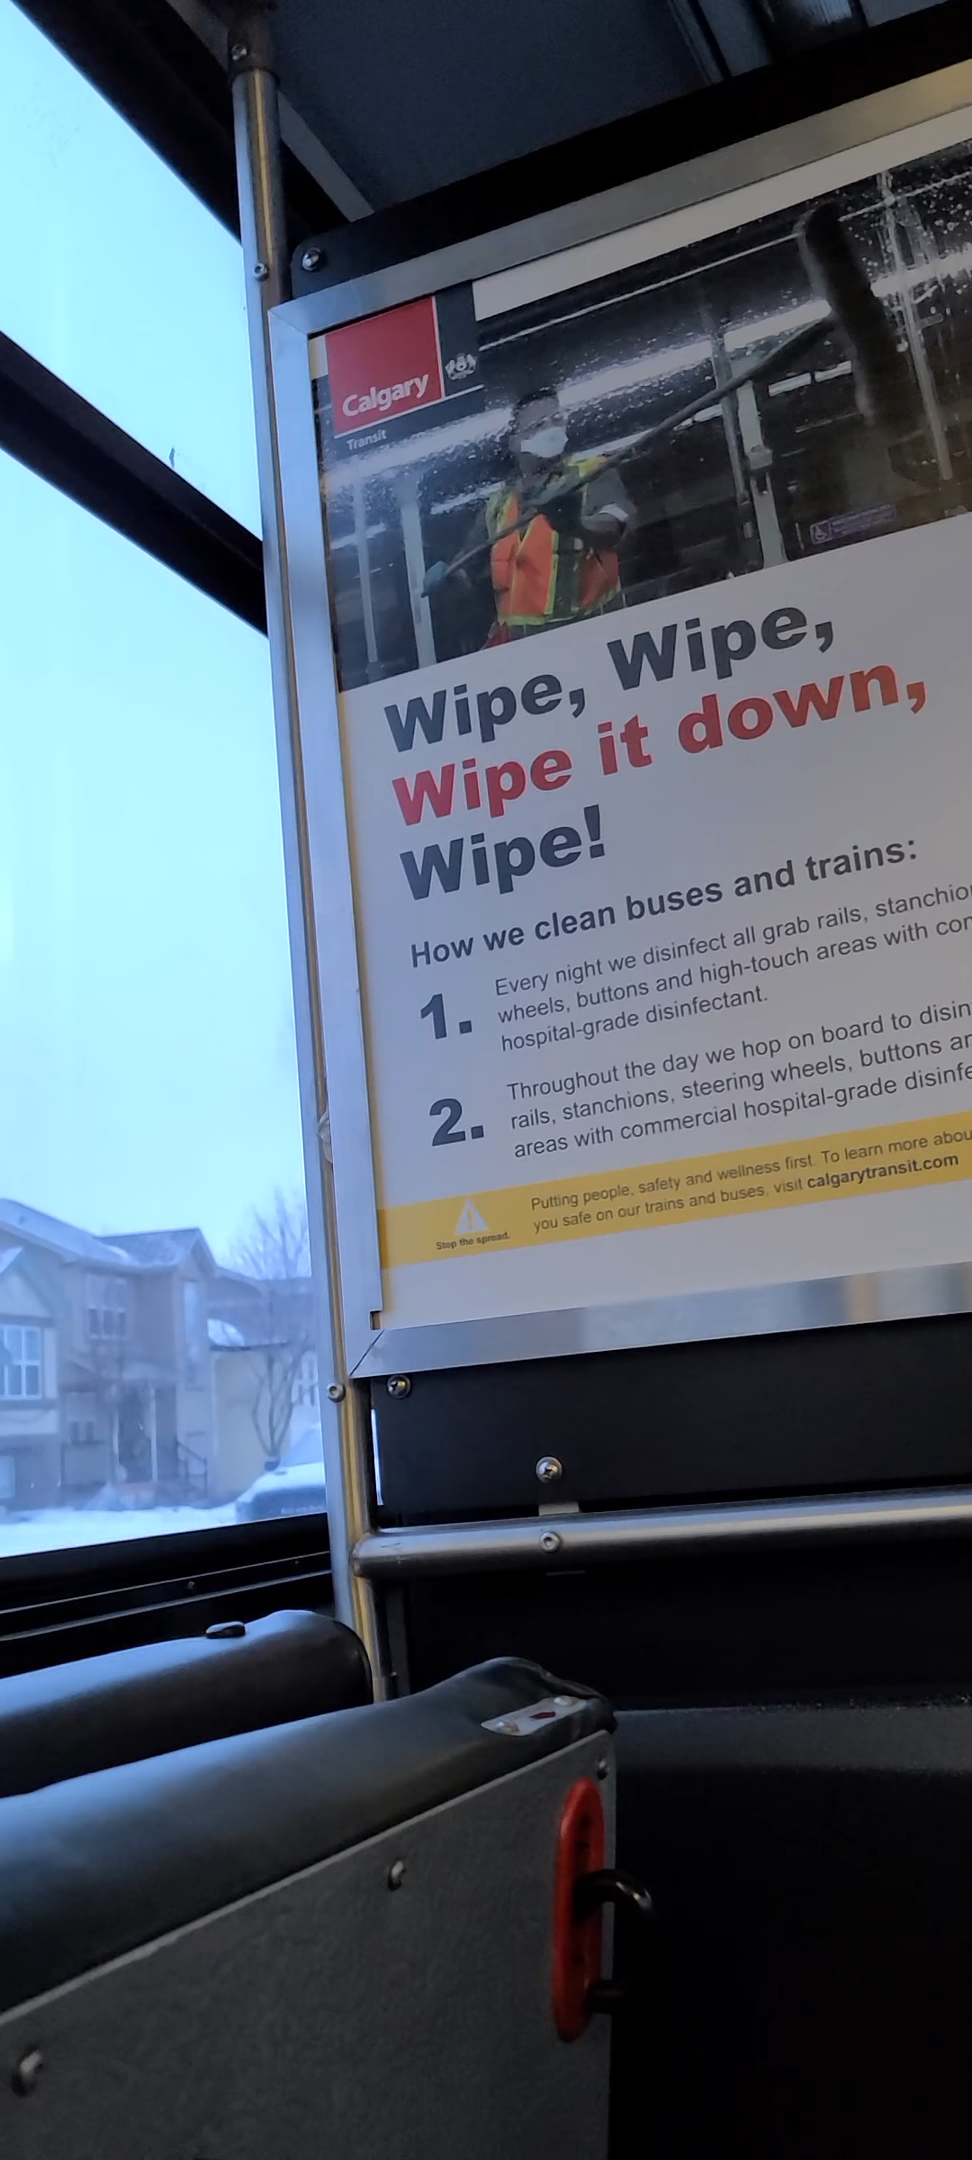 Calgary
Transit
Wipe, Wipe,
Wipe it down,
Wipe!
How we clean buses and trains:
1.
Every night we disinfect all grab rails,
wheels, buttons and high-touch areas with
hospital-grade disinfectant.
2.
Throughout the day we hop on board to
rails, stanchions, steering wheels, buttons
areas with commercial hospital-grade
Stop the spread.
Putting people, safety and wellness first. To learn more
you safe on our trains and buses, visit calgarytransit.com